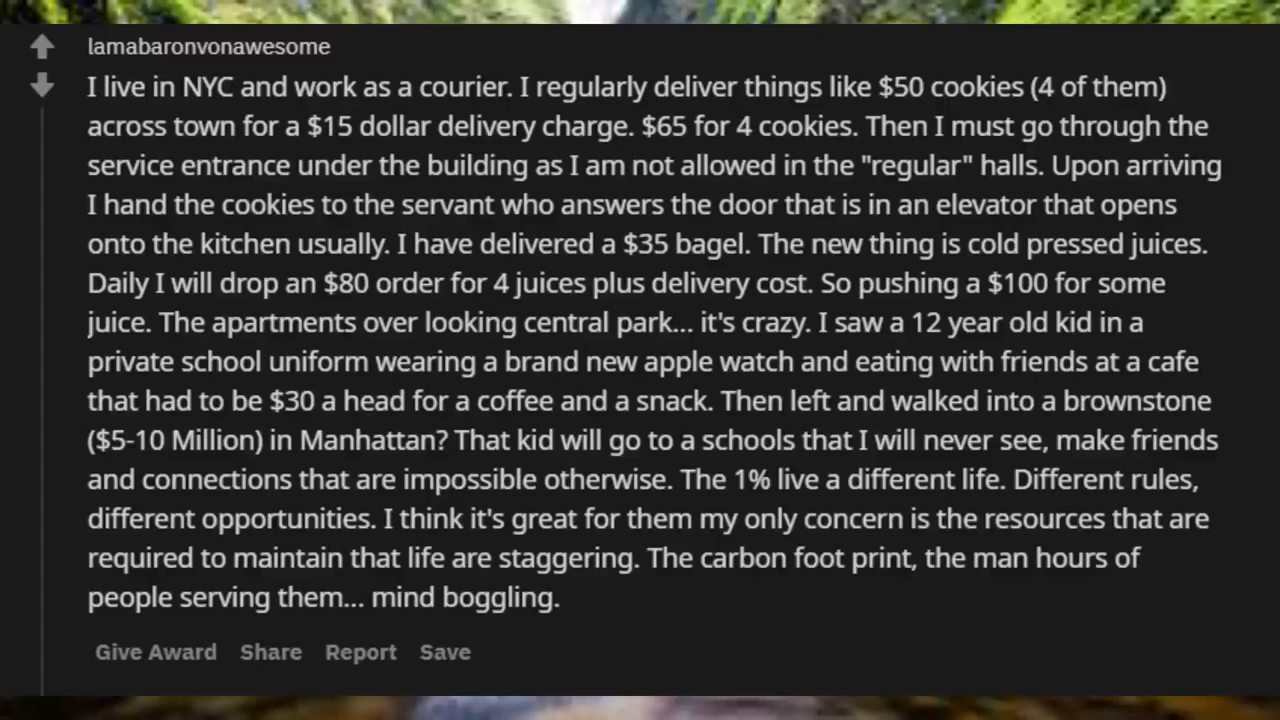 lamabaronvonawesome
I live in NYC and work as a courier. I regularly deliver things like $50 cookies (4 of them)
across town for a $15 dollar delivery charge. $65 for 4 cookies. Then I must go through the
service entrance under the building as I am not allowed in the "regular" halls. Upon arriving
I hand the cookies to the servant who answers the door that is in an elevator that opens
onto the kitchen usually. I have delivered a $35 bagel. The new thing is cold pressed juices.
Daily I will drop an $80 order for 4 juices plus delivery cost. So pushing a $100 for some
juice. The apartments over looking central park... it's crazy. I saw a 12 year old kid in a
private school uniform wearing a brand new apple watch and eating with friends at a cafe
that had to be $30 a head for a coffee and a snack. Then left and walked into a brownstone
($5-10 Million) in Manhattan? That kid will go to a schools that I will never see, make friends
and connections that are impossible otherwise. The 1% live a different life. Different rules,
different opportunities. I think it's great for them my only concern is the resources that are
required to maintain that life are staggering. The carbon foot print, the man hours of
people serving them... mind boggling.
Give Award Share Report Save